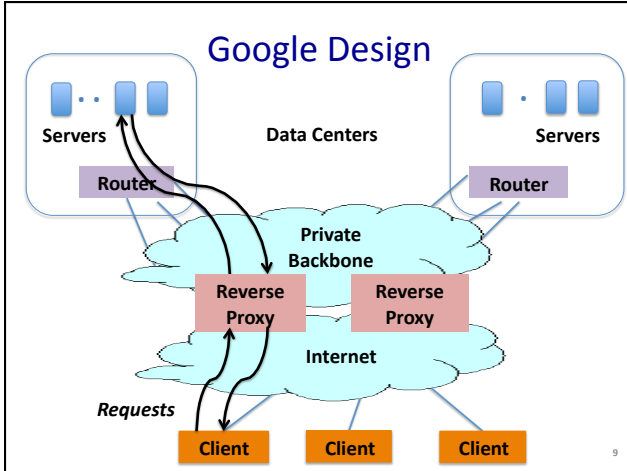 Google Design
Servers
Data Centers
Servers
Router
Router
Private
Backbone
Reverse
Proxy
Reverse
Proxy
Internet
Requests
Client
Client
Client
9